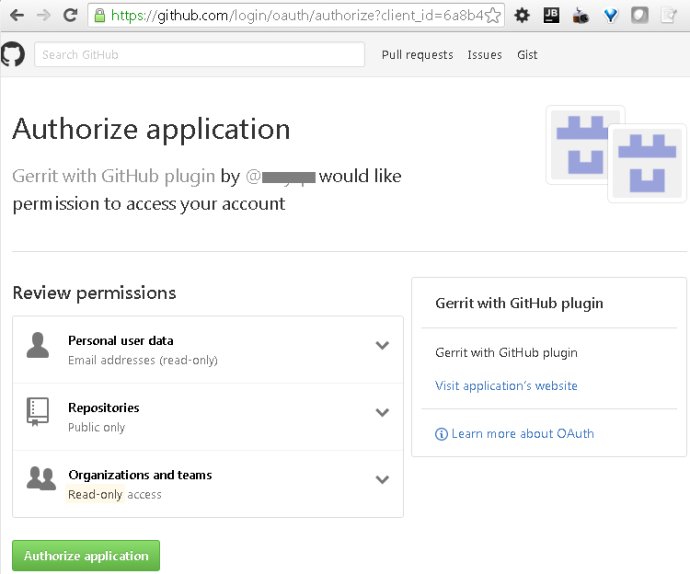 https://github.com/login/oauth/authorize?client_id=6a8b4
JB
Search GitHub
Pull requests Issues Gist
Authorize application
Gerrit with GitHub plugin by @ would like
permission to access your account
Review permissions
Personal user data
Email addresses (read-only)
Repositories
Public only
Organizations and teams
Read-only access
Authorize application
Gerrit with GitHub plugin
Gerrit with GitHub plugin
Visit application's website
Learn more about OAuth